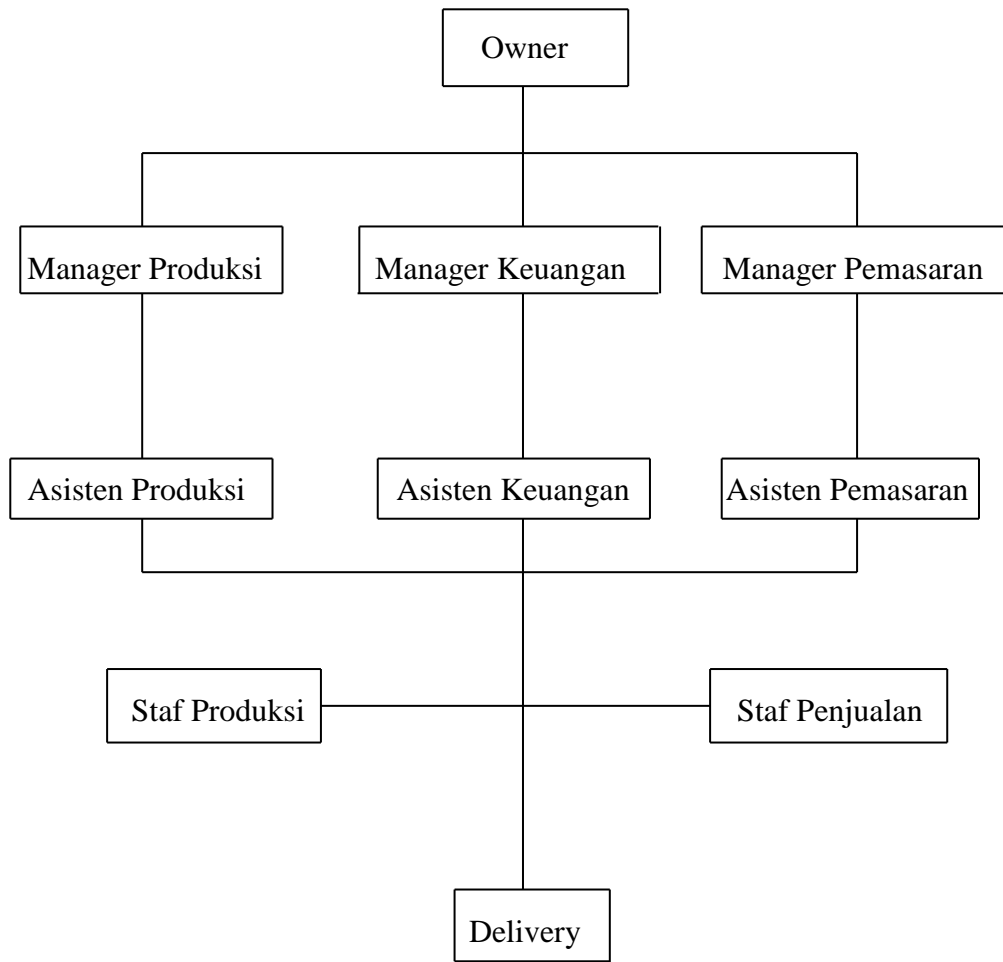 Owner
Manager Produksi
Manager Keuangan
Manager Pemasaran
Asisten Produksi
Asisten Keuangan
Asisten Pemasaran
Staf Produksi
Staf Penjualan
Delivery